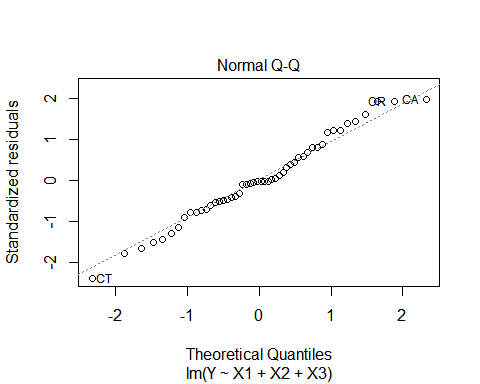 Normal Q-Q
Standardized residuals
2
1
0
-1
-2
OR
CA
CT
-2
-1
0
1
2
Theoretical Quantiles
lm(Y ~ X1 + X2 + X3)